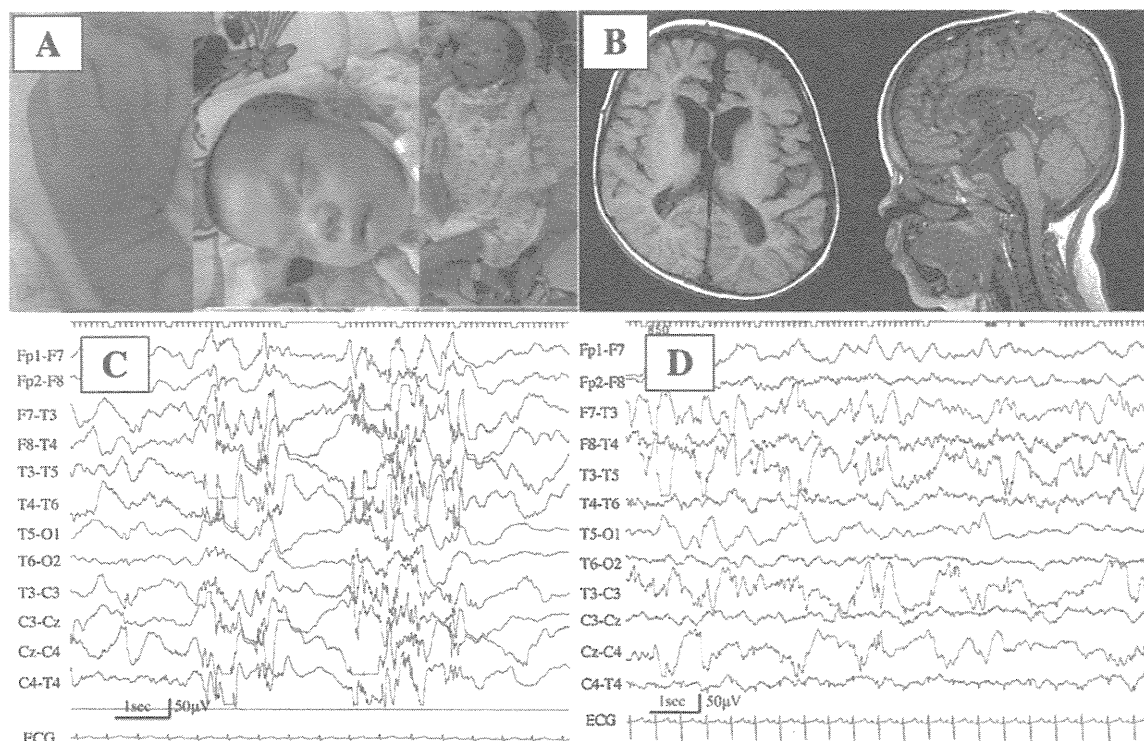 A
B
C
850
D
Fp1-F7
Fp2-F8
F7-T3
F8-T4
T3-T5
T4-T6
T5-O1
T6-O2
T3-C3
C3-Cz
Cz-C4
C4-T4
1sec 50μV
ECG
Fp1-F7
Fp2-F8
F7-T3
F8-T4
T3-T5
T4-T6
T5-O1
T6-O2
T3-C3
C3-Cz
Cz-C4
C4-T4
1sec 50μV
ECG